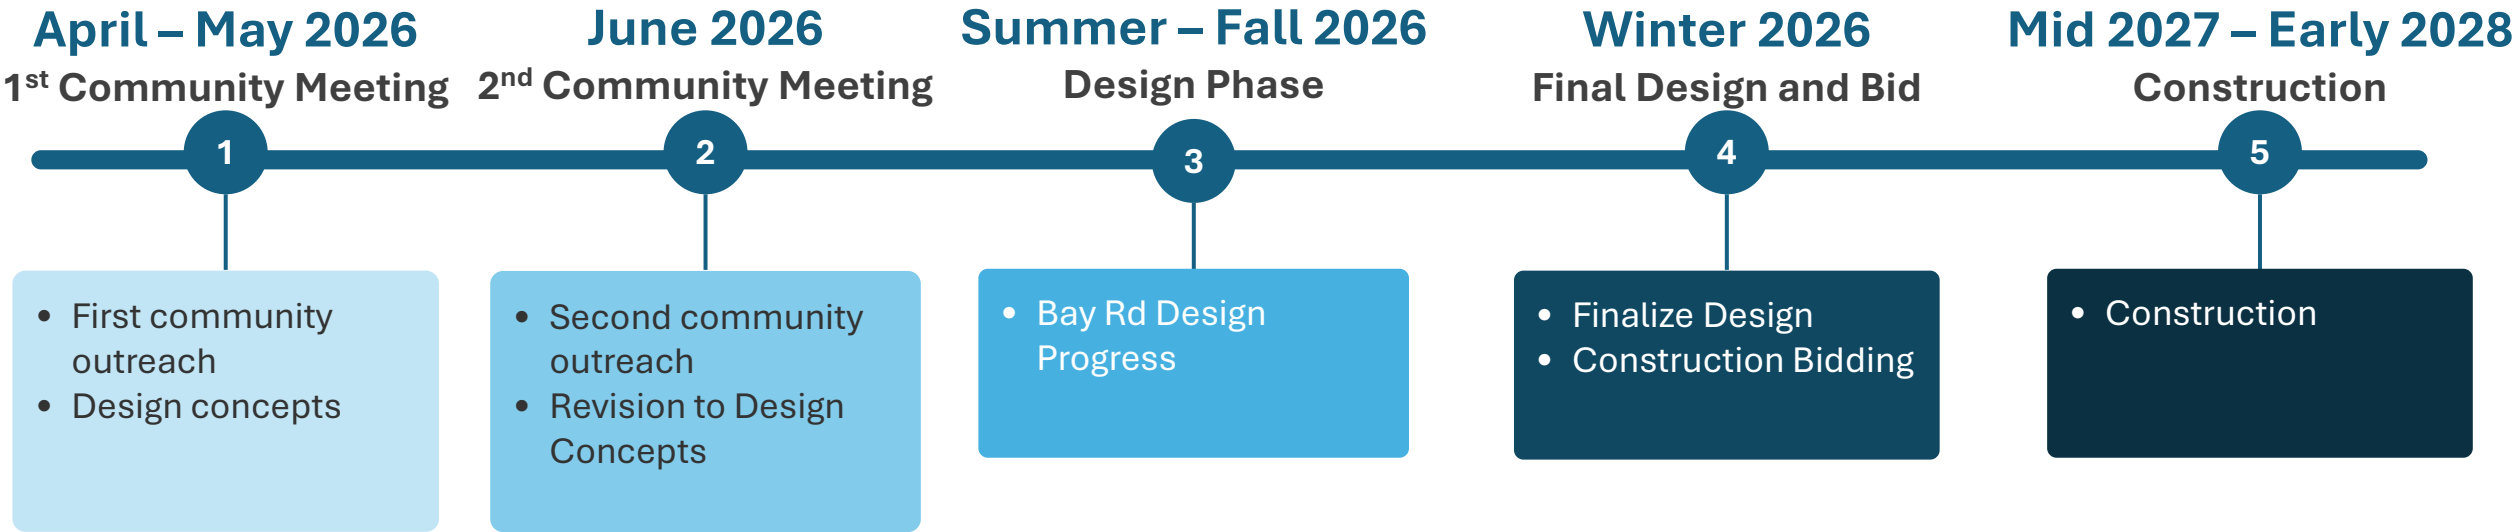 April – May 2026
1st Community Meeting
1
• First community
outreach
• Design concepts
June 2026
2nd Community Meeting
2
• Second community
outreach
• Revision to Design
Concepts
Summer – Fall 2026
Design Phase
3
• Bay Rd Design
Progress
Winter 2026
Final Design and Bid
4
• Finalize Design
• Construction Bidding
Mid 2027 – Early 2028
Construction
5
• Construction